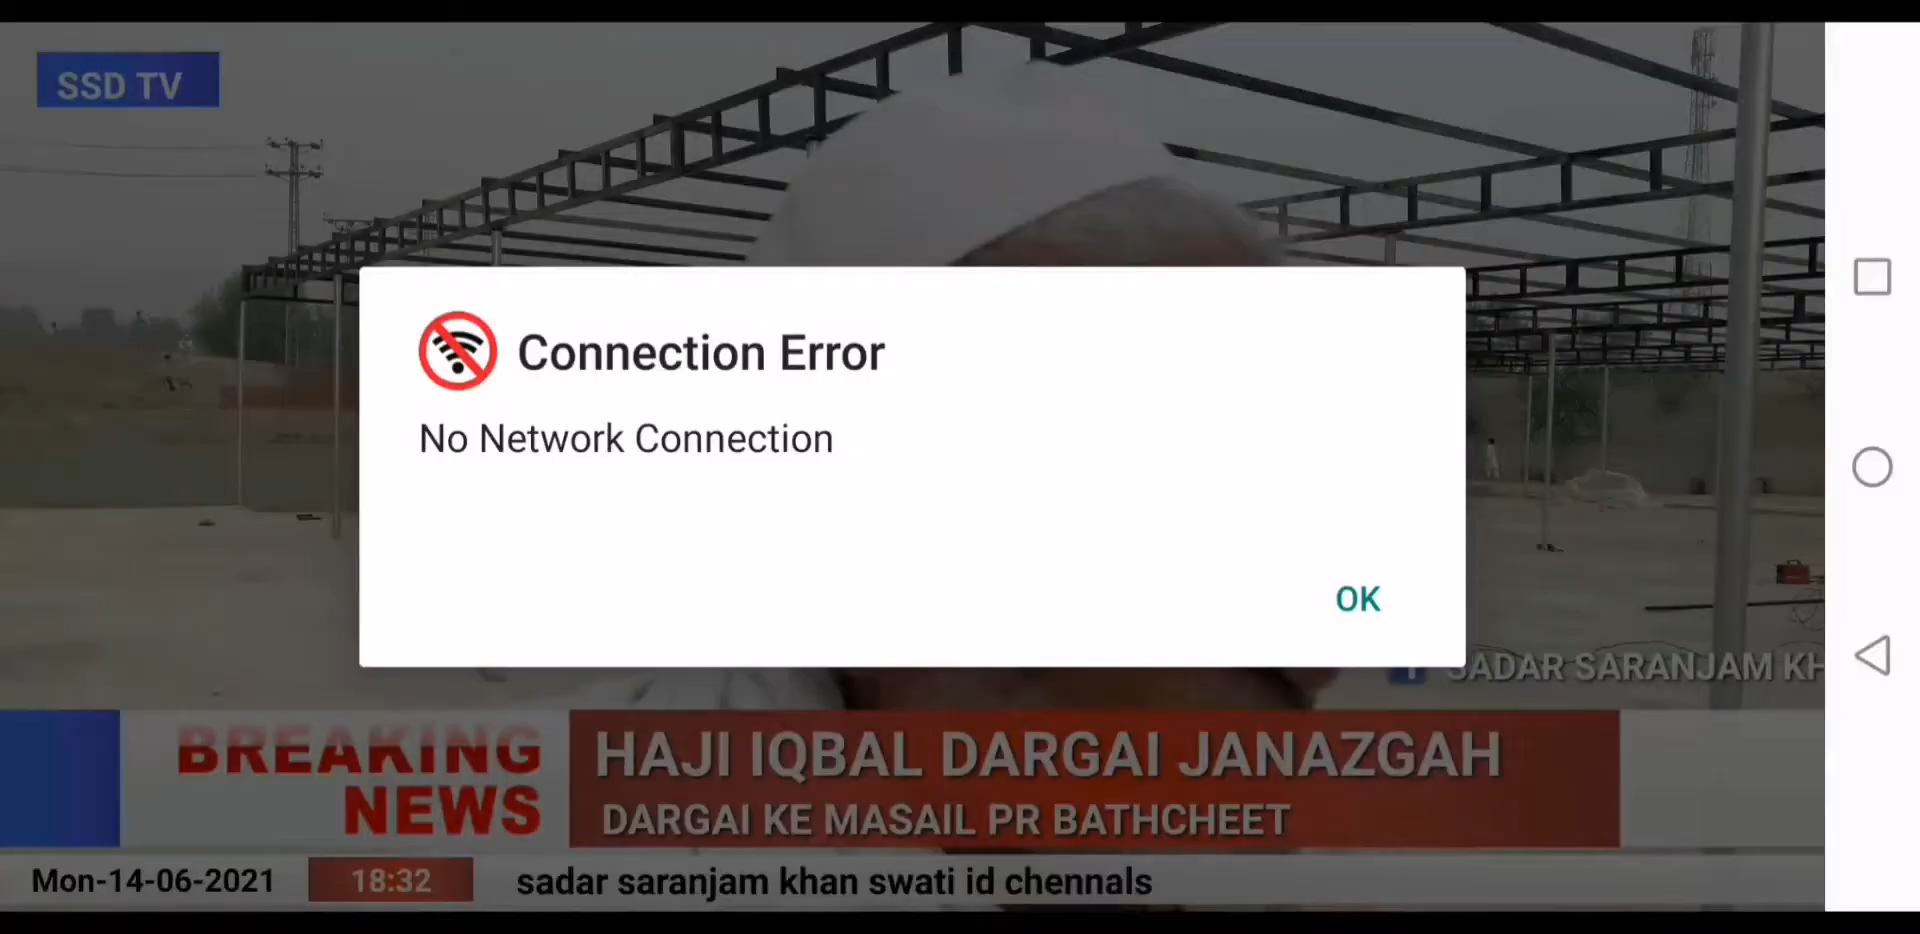 SSD TV
Connection Error
No Network Connection
OK
SADAR SARANJAM KH
BREAKING
NEWS
HAJI IQBAL DARGAI JANAZGAH
DARGAI KE MASAIL PR BATHCHEET
Mon-14-06-2021
18:32
sadar saranjam khan swati id chennals